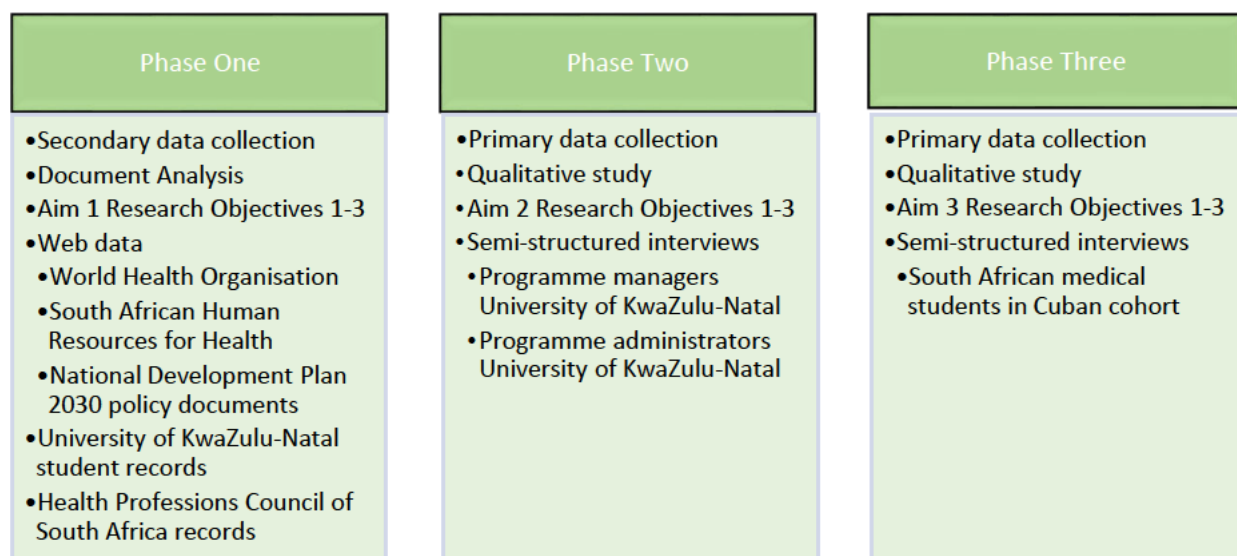 Phase One
•Secondary data collection
•Document Analysis
•Aim 1 Research Objectives 1-3
•Web data
•World Health Organisation
•South African Human
Resources for Health
•National Development Plan
2030 policy documents
•University of KwaZulu-Natal
student records
•Health Professions Council of
South Africa records
Phase Two
•Primary data collection
•Qualitative study
•Aim 2 Research Objectives 1-3
•Semi-structured interviews
•Programme managers
University of KwaZulu-Natal
•Programme administrators
University of KwaZulu-Natal
Phase Three
•Primary data collection
•Qualitative study
•Aim 3 Research Objectives 1-3
•Semi-structured interviews
•South African medical
students in Cuban cohort